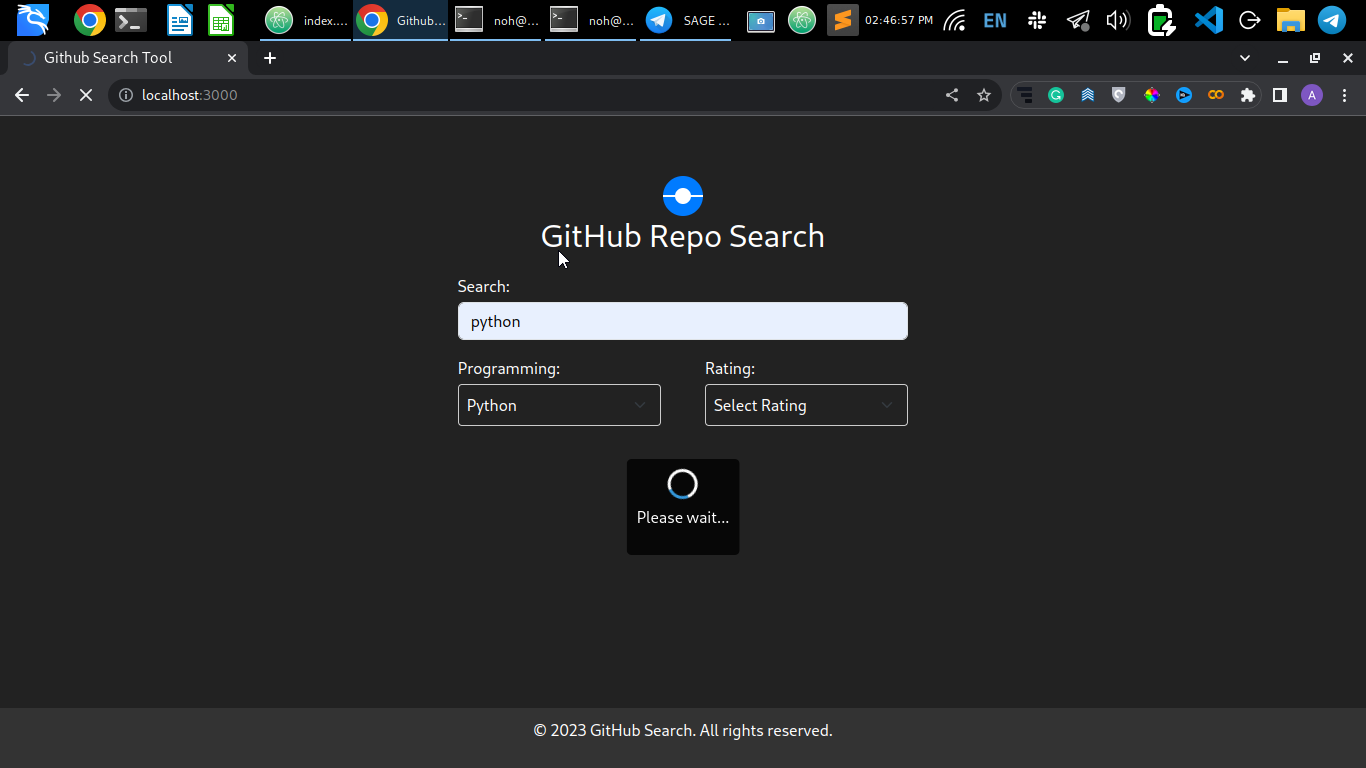 index....
Github...
noh@...
noh@...
SAGE ...
02:46:57 PM
EN
Github Search Tool
localhost:3000
A
GitHub Repo Search
Search:
python
Programming:
Rating:
Python
Select Rating
Please wait...
© 2023 GitHub Search. All rights reserved.